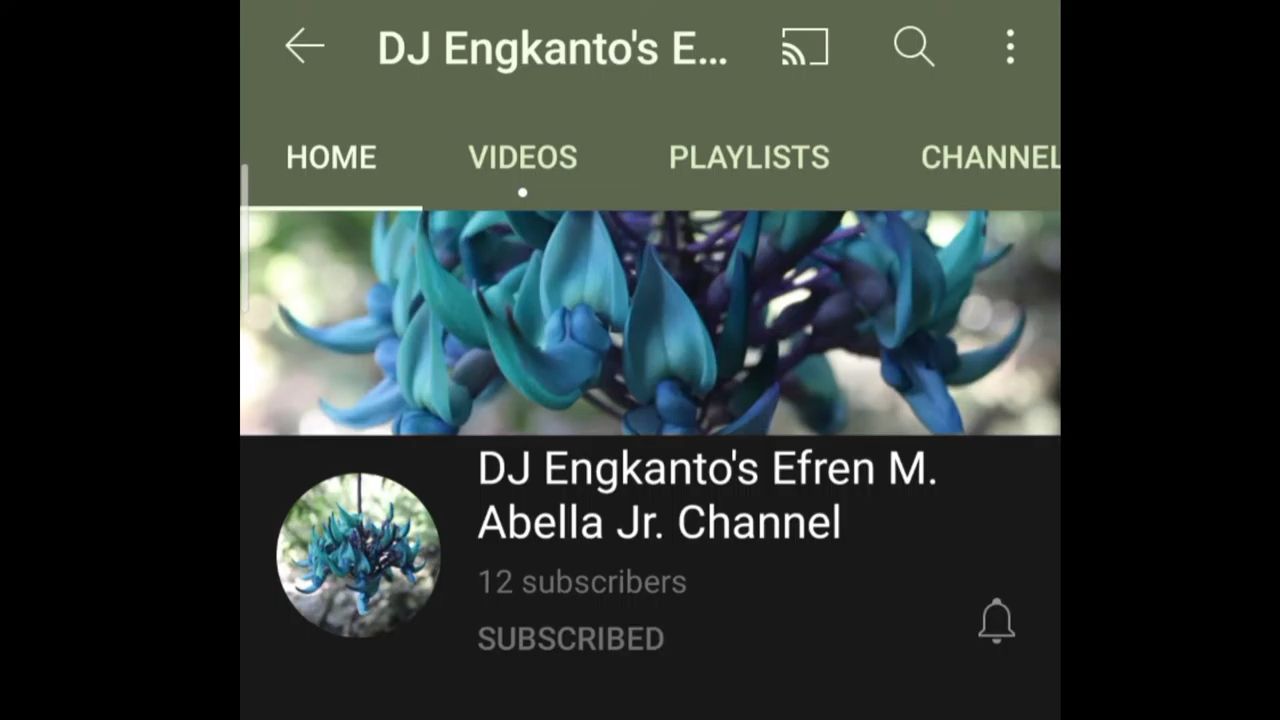 DJ Engkanto's E...
HOME VIDEOS PLAYLISTS CHANNEL
DJ Engkanto's Efren M.
Abella Jr. Channel
12 subscribers
SUBSCRIBED